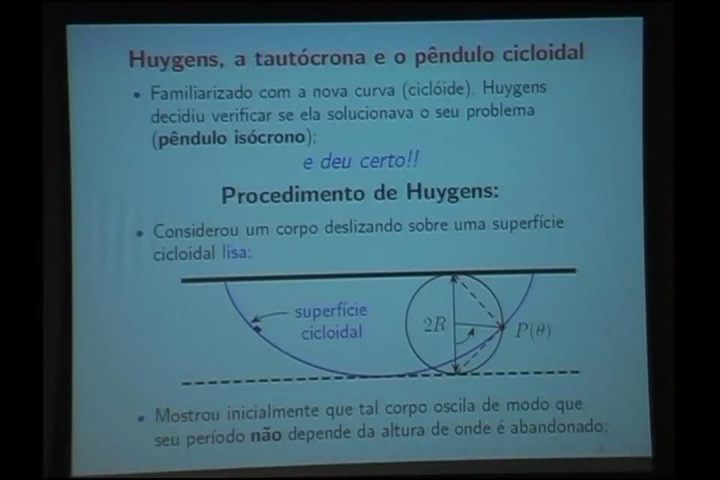 Huygens, a tautócrona e o pêndulo cicloidal
• Familiarizado com a nova curva (ciclóide), Huygens
decidiu verificar se ela solucionava o seu problema
(pêndulo isócrono);
e deu certo!!
Procedimento de Huygens:
• Considerou um corpo deslizando sobre uma superfície
cicloidal lisa:
superfície
cicloidal
2R
P(θ)
• Mostrou inicialmente que tal corpo oscila de modo que
seu período não depende da altura de onde é abandonado;